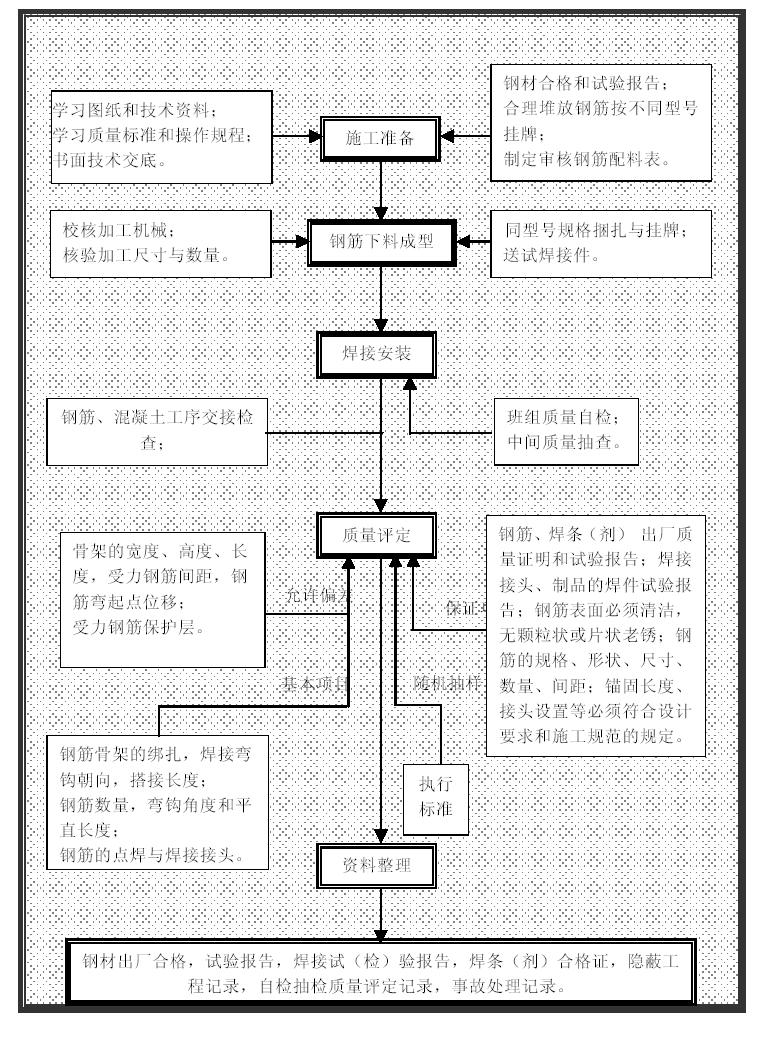 学习图纸和技术资料；
学习质量标准和操作规程；
书面技术交底。
施工准备
钢材合格和试验报告；
合理堆放钢筋按不同型号
挂牌；
制定审核钢筋配料表。
校核加工机械；
核验加工尺寸与数量。
钢筋下料成型
同型号规格捆扎与挂牌；
送试焊接件。
焊接安装
钢筋、混凝土工序交接检
查；
班组质量自检；
中间质量抽查。
质量评定
骨架的宽度、高度、长
度，受力钢筋间距，钢
筋弯起点位移；
受力钢筋保护层。
允许偏差
保证
钢筋、焊条（剂） 出厂质
量证明和试验报告；焊接
接头、制品的焊件试验报
告；钢筋表面必须清洁，
无颗粒状或片状老锈；钢
筋的规格、形状、尺寸、
数量、间距；锚固长度、
接头设置等必须符合设计
要求和施工规范的规定。
基本项目
随机抽样
钢筋骨架的绑扎，焊接弯
钩朝向，搭接长度；
钢筋数量，弯钩角度和平
直长度；
钢筋的点焊与焊接接头。
执行
标准
资料整理
钢材出厂合格，试验报告，焊接试（检）验报告，焊条（剂）合格证，隐蔽工
程记录，自检抽检质量评定记录，事故处理记录。